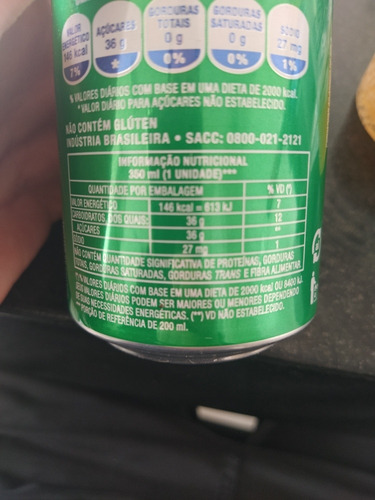 VALOR ENERGÉTICO 146 kcal 7%
AÇÚCARES 36 g *
GORDURAS TOTAIS 0 g 0%
GORDURAS SATURADAS 0 g 0%
SÓDIO 27 mg 1%
% VALORES DIÁRIOS COM BASE EM UMA DIETA DE 2000 kcal.
* VALOR DIÁRIO PARA AÇÚCARES NÃO ESTABELECIDO.
NÃO CONTÉM GLÚTEN
INDÚSTRIA BRASILEIRA • SACC: 0800-021-2121
INFORMAÇÃO NUTRICIONAL
350 ml (1 UNIDADE)***
QUANTIDADE POR EMBALAGEM % VD (*)
VALOR ENERGÉTICO 146 kcal = 613 kJ 7
CARBOIDRATOS, DOS QUAIS: 36 g 12
AÇÚCARES 36 g **
SÓDIO 27 mg 1
NÃO CONTÉM QUANTIDADE SIGNIFICATIVA DE PROTEÍNAS, GORDURAS
TOTAIS, GORDURAS SATURADAS, GORDURAS TRANS E FIBRA ALIMENTAR.
(*) % VALORES DIÁRIOS COM BASE EM UMA DIETA DE 2000 kcal OU 8400 kJ.
SEUS VALORES DIÁRIOS PODEM SER MAIORES OU MENORES DEPENDENDO
DE SUAS NECESSIDADES ENERGÉTICAS. (**) VD NÃO ESTABELECIDO.
*** PORÇÃO DE REFERÊNCIA DE 200 ml.